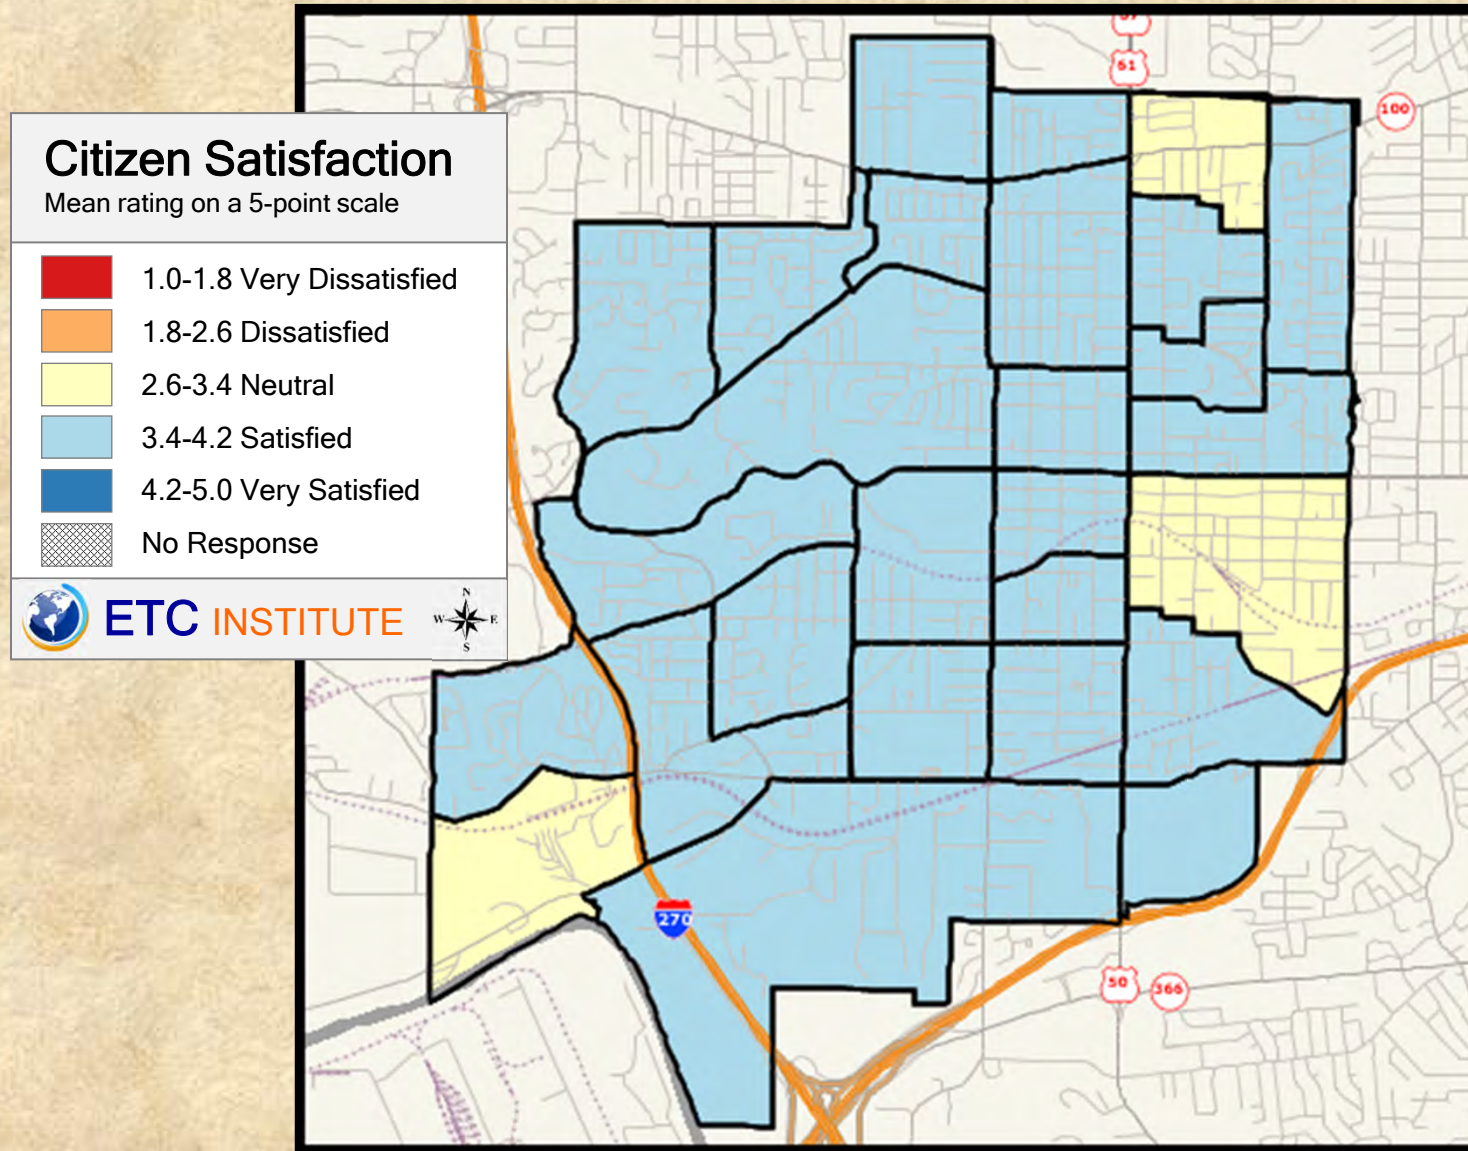 Citizen Satisfaction
Mean rating on a 5-point scale
1.0-1.8 Very Dissatisfied
1.8-2.6 Dissatisfied
2.6-3.4 Neutral
3.4-4.2 Satisfied
4.2-5.0 Very Satisfied
No Response
ETC INSTITUTE
N
W E
S
61
100
270
50 366